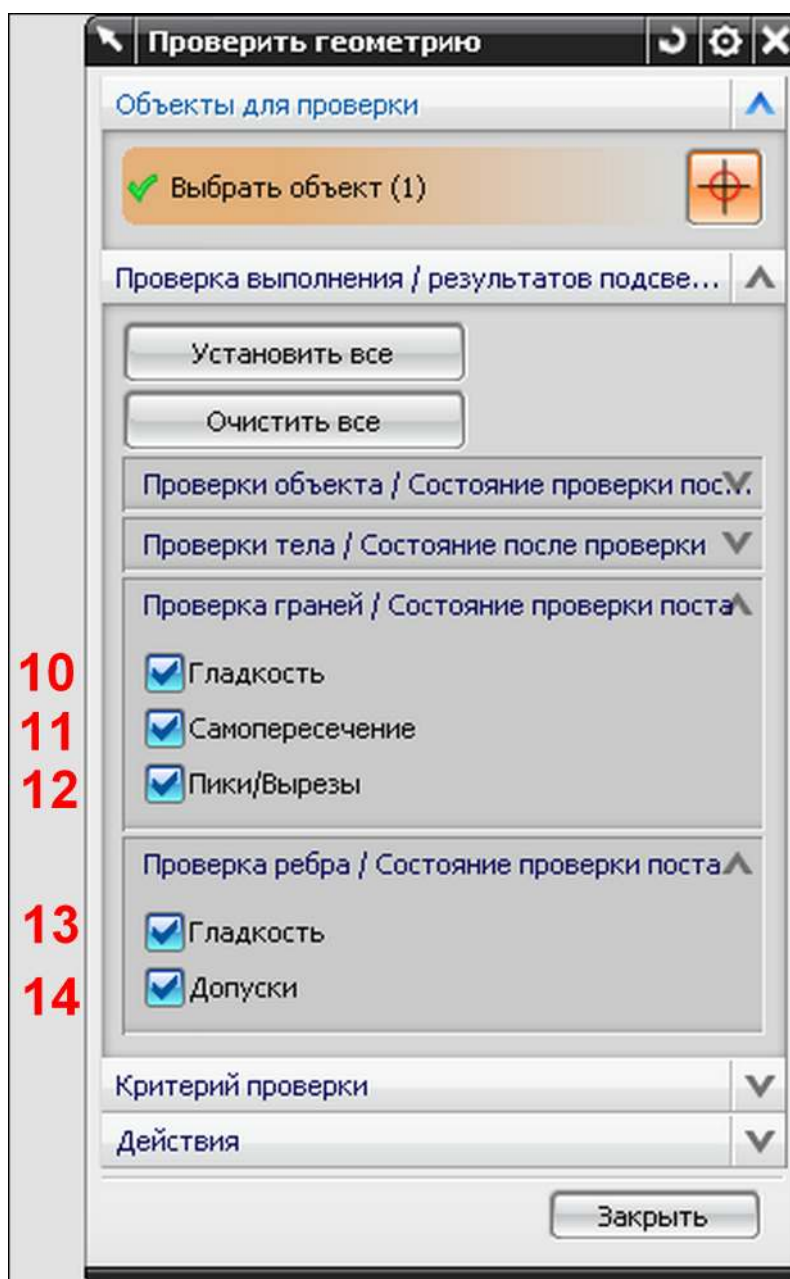 Проверить геометрию
Объекты для проверки
Выбрать объект (1)
Проверка выполнения / результатов подсве...
Установить все
Очистить все
Проверки объекта / Состояние проверки пос...
Проверки тела / Состояние после проверки
Проверка граней / Состояние проверки поста
10 Гладкость
11 Самопересечение
12 Пики/Вырезы
Проверка ребра / Состояние проверки поста
13 Гладкость
14 Допуски
Критерий проверки
Действия
Закрыть